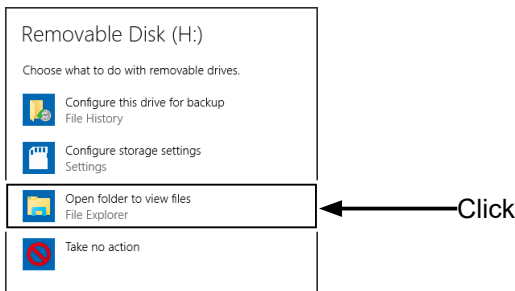 Removable Disk (H:)
Choose what to do with removable drives.
Configure this drive for backup
File History
Configure storage settings
Settings
Open folder to view files
File Explorer
Click
Take no action